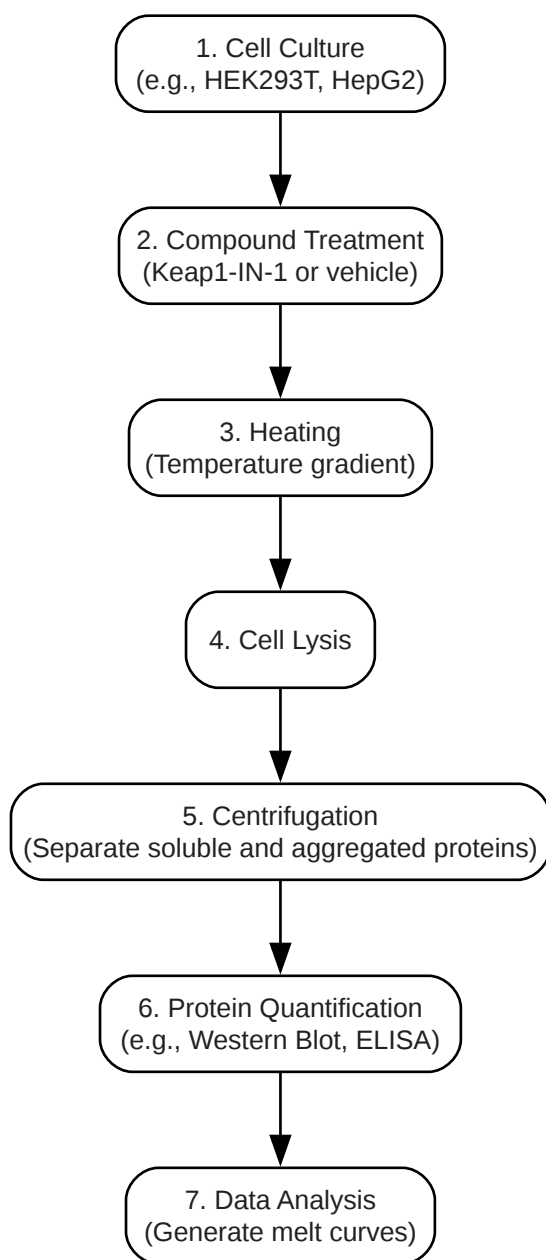 1. Cell Culture
(e.g., HEK293T, HepG2)
2. Compound Treatment
(Keap1-IN-1 or vehicle)
3. Heating
(Temperature gradient)
4. Cell Lysis
5. Centrifugation
(Separate soluble and aggregated proteins)
6. Protein Quantification
(e.g., Western Blot, ELISA)
7. Data Analysis
(Generate melt curves)